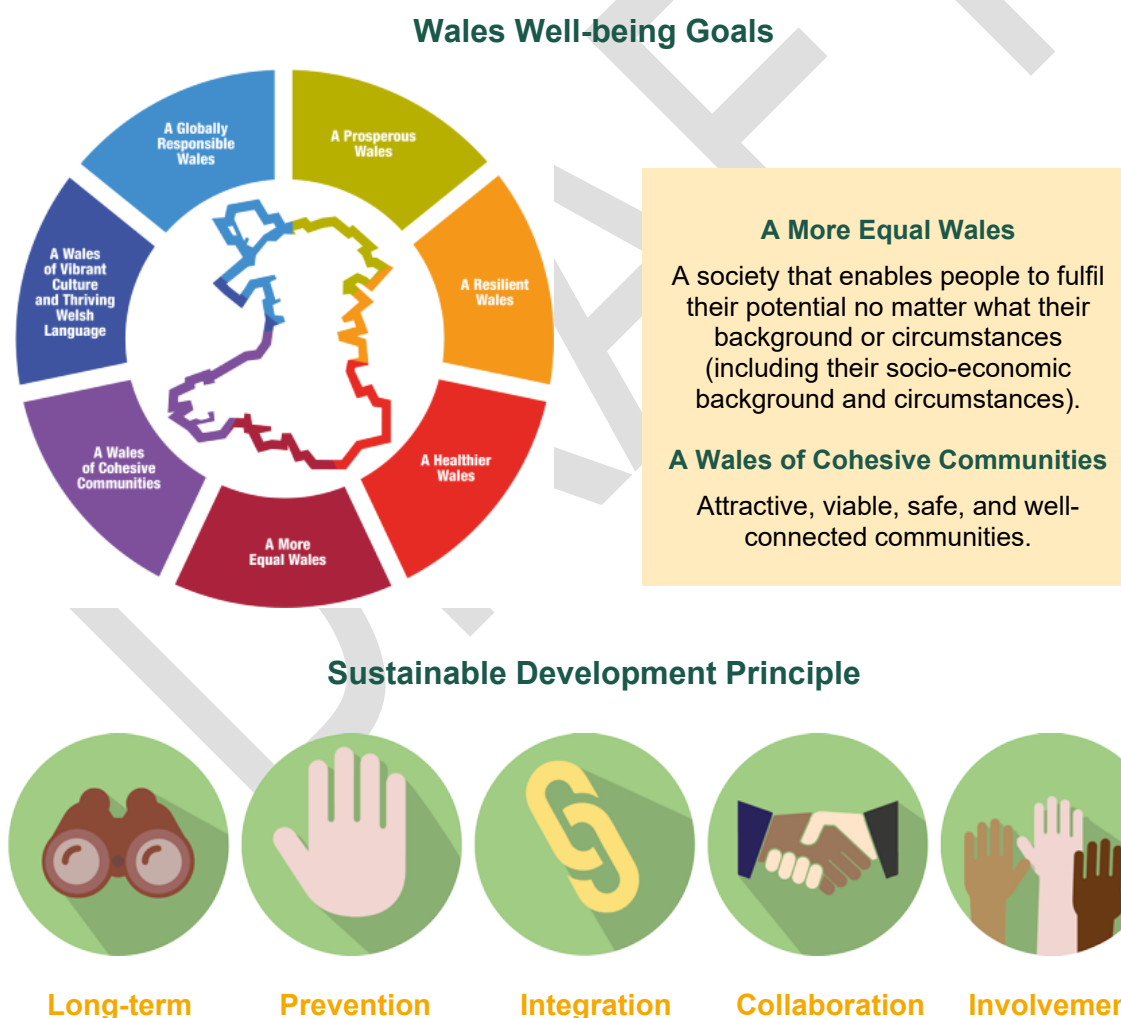 Wales Well-being Goals
A Globally
Responsible
Wales
A Prosperous
Wales
A Resilient
Wales
A Healthier
Wales
A More
Equal Wales
A Wales
of Cohesive
Communities
A Wales
of Vibrant
Culture
and Thriving
Welsh
Language
A More Equal Wales
A society that enables people to fulfil
their potential no matter what their
background or circumstances
(including their socio-economic
background and circumstances).
A Wales of Cohesive Communities
Attractive, viable, safe, and well-
connected communities.
Sustainable Development Principle
Long-term
Prevention
Integration
Collaboration